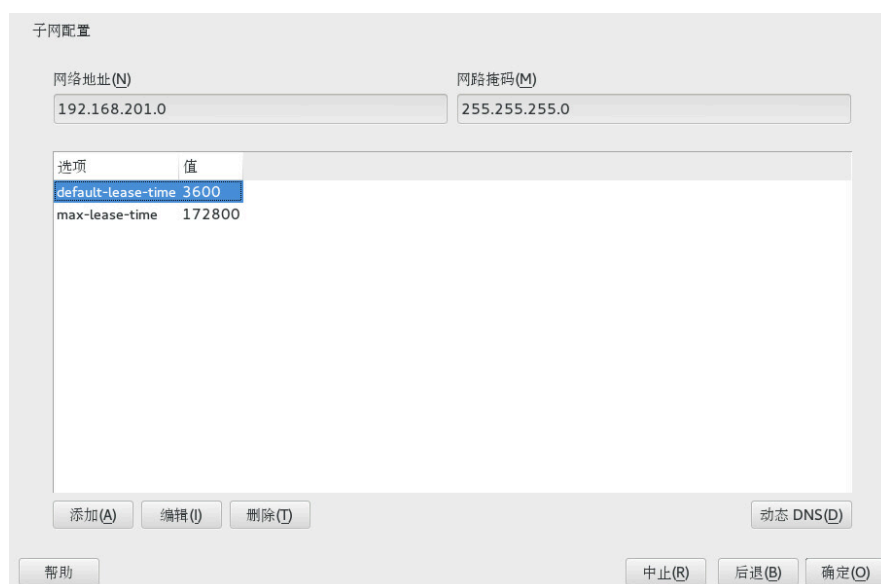 子网配置
网络地址(N) 网路掩码(M)
192.168.201.0 255.255.255.0
选项 值
default-lease-time 3600
max-lease-time 172800
添加(A) 编辑(I) 删除(T) 动态 DNS(D)
帮助 中止(R) 后退(B) 确定(O)